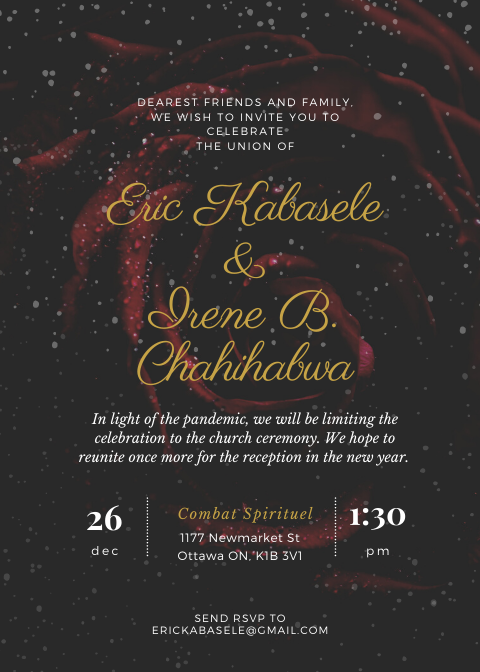 DEAREST FRIENDS AND FAMILY,
WE WISH TO INVITE YOU TO
CELEBRATE
THE UNION OF
Eric Kabasele
&
Irene B.
Chahihabwa
In light of the pandemic, we will be limiting the
celebration to the church ceremony. We hope to
reunite once more for the reception in the new year.
26
dec
Combat Spirituel
1177 Newmarket St
Ottawa ON, K1B 3V1
1:30
pm
SEND RSVP TO
ERICKABASELE@GMAIL.COM